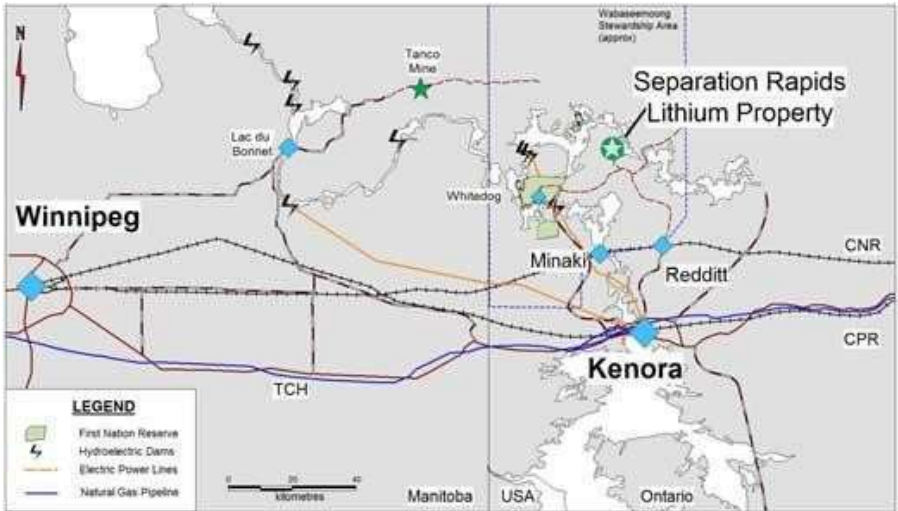 N
Wabaseemoong
Stewardship Area
(approx)
Tanco
Mine
Separation Rapids
Lithium Property
Lac du
Bonnet
Whitedog
Winnipeg
CNR
Minaki
Redditt
CPR
Kenora
TCH
LEGEND
First Nation Reserve
Hydroelectric Dams
Electric Power Lines
Natural Gas Pipeline
0 20 40
kilometres
Manitoba
USA
Ontario